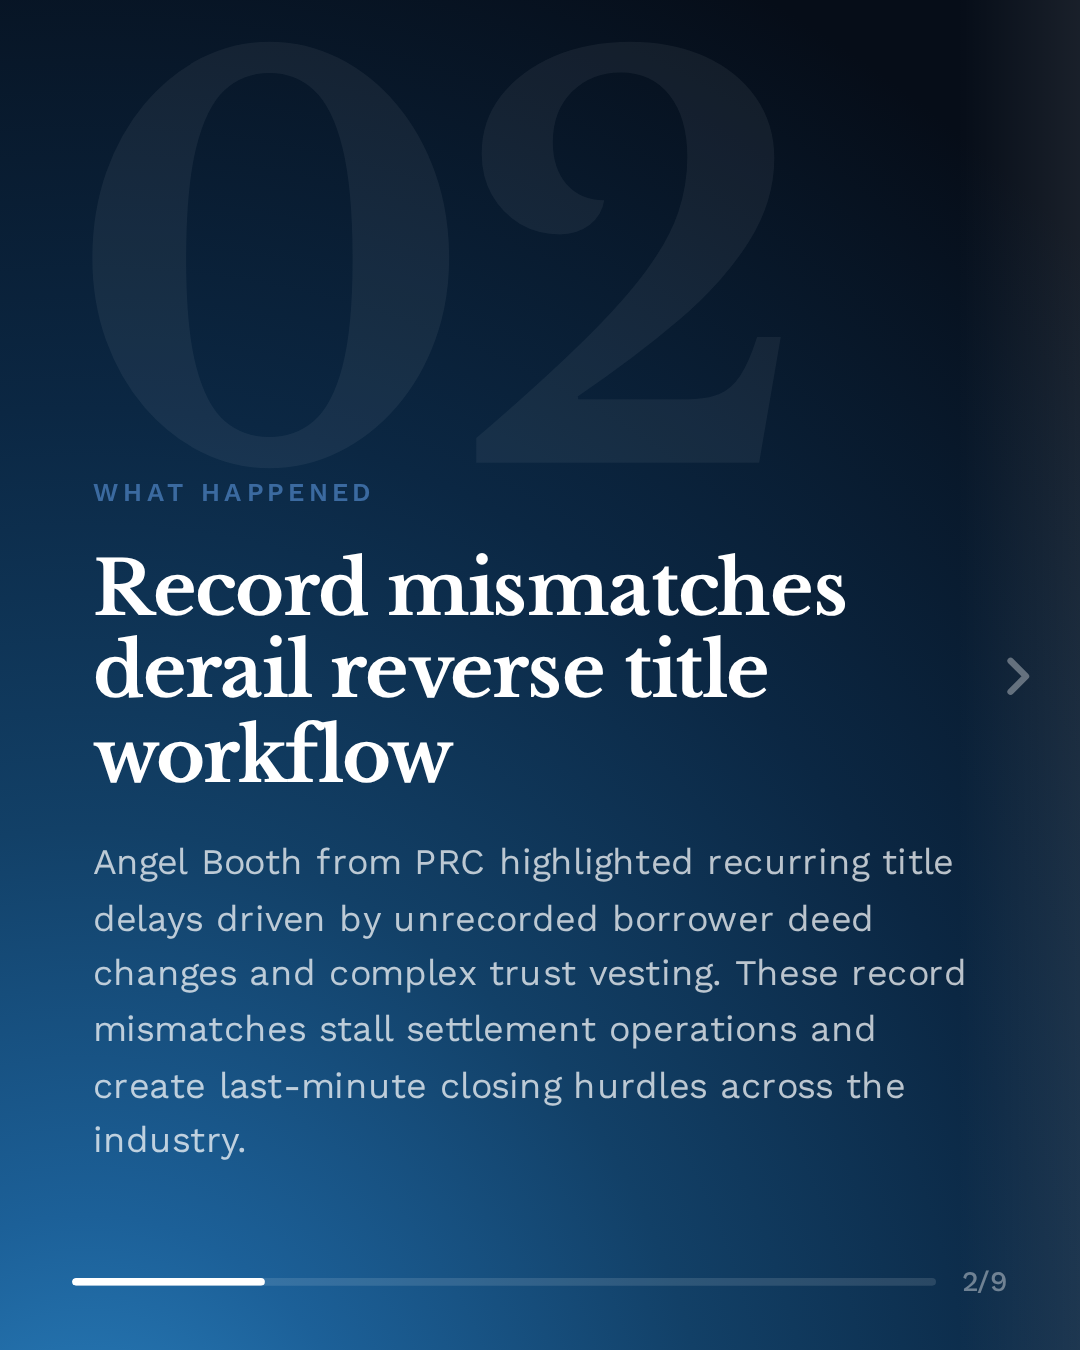 02
WHAT HAPPENED
Record mismatches
derail reverse title
workflow
Angel Booth from PRC highlighted recurring title
delays driven by unrecorded borrower deed
changes and complex trust vesting. These record
mismatches stall settlement operations and
create last-minute closing hurdles across the
industry.
2/9